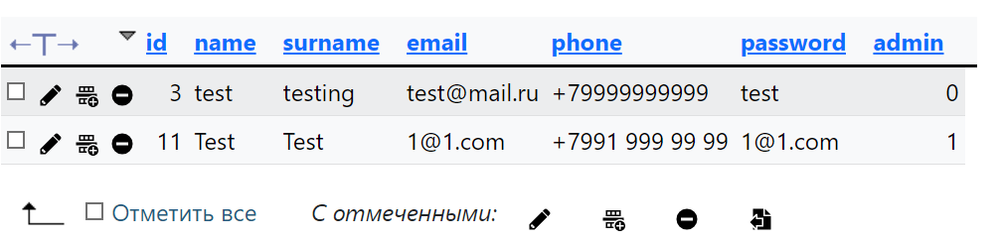 id name surname email phone password admin
3 test testing test@mail.ru +79999999999 test 0
11 Test Test 1@1.com +7991 999 99 99 1@1.com 1
Отметить все С отмеченными: